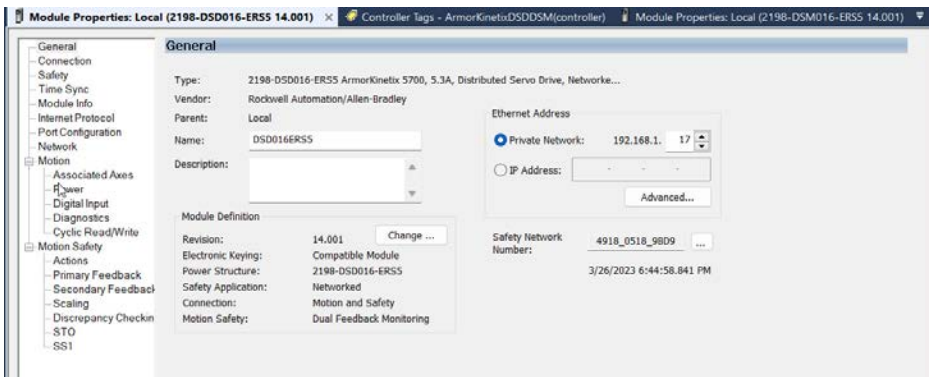 Module Properties: Local (2198-DSD016-ERS5 14.001) ×
Controller Tags - ArmorKinetixDSDDSM(controller)
Module Properties: Local (2198-DSM016-ERS5 14.001)
General
Connection
Safety
Time Sync
Module Info
Internet Protocol
Port Configuration
Network
Motion
Associated Axes
Power
Digital Input
Diagnostics
Cyclic Read/Write
Motion Safety
Actions
Primary Feedback
Secondary Feedback
Scaling
Discrepancy Checkin
STO
SS1
General
Type: 2198-DSD016-ERS5 ArmorKinetix 5700, 5.3A, Distributed Servo Drive, Networke...
Vendor: Rockwell Automation/Allen-Bradley
Parent: Local
Name: DSD016ERS5
Description:
Module Definition
Revision: 14.001 Change ...
Electronic Keying: Compatible Module
Power Structure: 2198-DSD016-ERS5
Safety Application: Networked
Connection: Motion and Safety
Motion Safety: Dual Feedback Monitoring
Ethernet Address
Private Network: 192.168.1. 17
IP Address: . . .
Advanced...
Safety Network
Number: 4918_0518_9BD9 ...
3/26/2023 6:44:58.841 PM